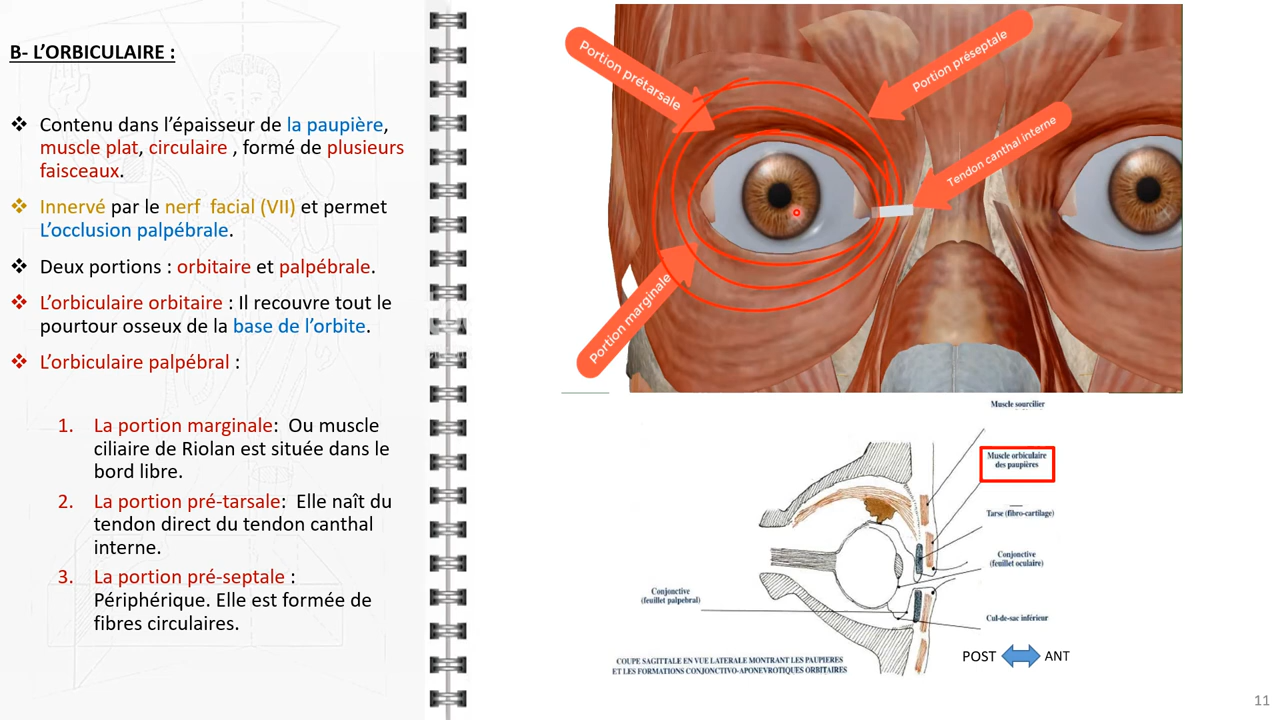 B- L'ORBICULAIRE :
❖ Contenu dans l'épaisseur de la paupière,
muscle plat, circulaire , formé de plusieurs
faisceaux.
❖ Innervé par le nerf facial (VII) et permet
L'occlusion palpébrale.
❖ Deux portions : orbitaire et palpébrale.
❖ L'orbiculaire orbitaire : Il recouvre tout le
pourtour osseux de la base de l'orbite.
❖ L'orbiculaire palpébral :
1. La portion marginale: Ou muscle
ciliaire de Riolan est située dans le
bord libre.
2. La portion pré-tarsale: Elle naît du
tendon direct du tendon canthal
interne.
3. La portion pré-septale :
Périphérique. Elle est formée de
fibres circulaires.
Portion prétarsale
Portion préseptale
Tendon canthal interne
Portion marginale
Muscle sourcilier
Muscle orbiculaire
des paupières
Tarse (fibro-cartilage)
Conjonctive
(feuillet oculaire)
Conjonctive
(feuillet palpebral)
Cul-de-sac inférieur
POST
ANT
COUPE SAGITTALE EN VUE LATERALE MONTRANT LES PAUPIERES
ET LES FORMATIONS CONJONCTIVO-APONEVROTIQUES ORBITAIRES
11